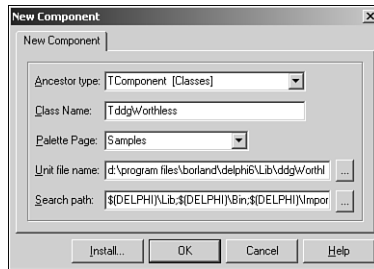 New Component
New Component
Ancestor type: TComponent [Classes]
Class Name: TddgWorthless
Palette Page: Samples
Unit file name: d:\program files\borland\delphi6\Lib\ddgWorthl ...
Search path: $(DELPHI)\Lib;$(DELPHI)\Bin;$(DELPHI)\Impor ...
Install... OK Cancel Help